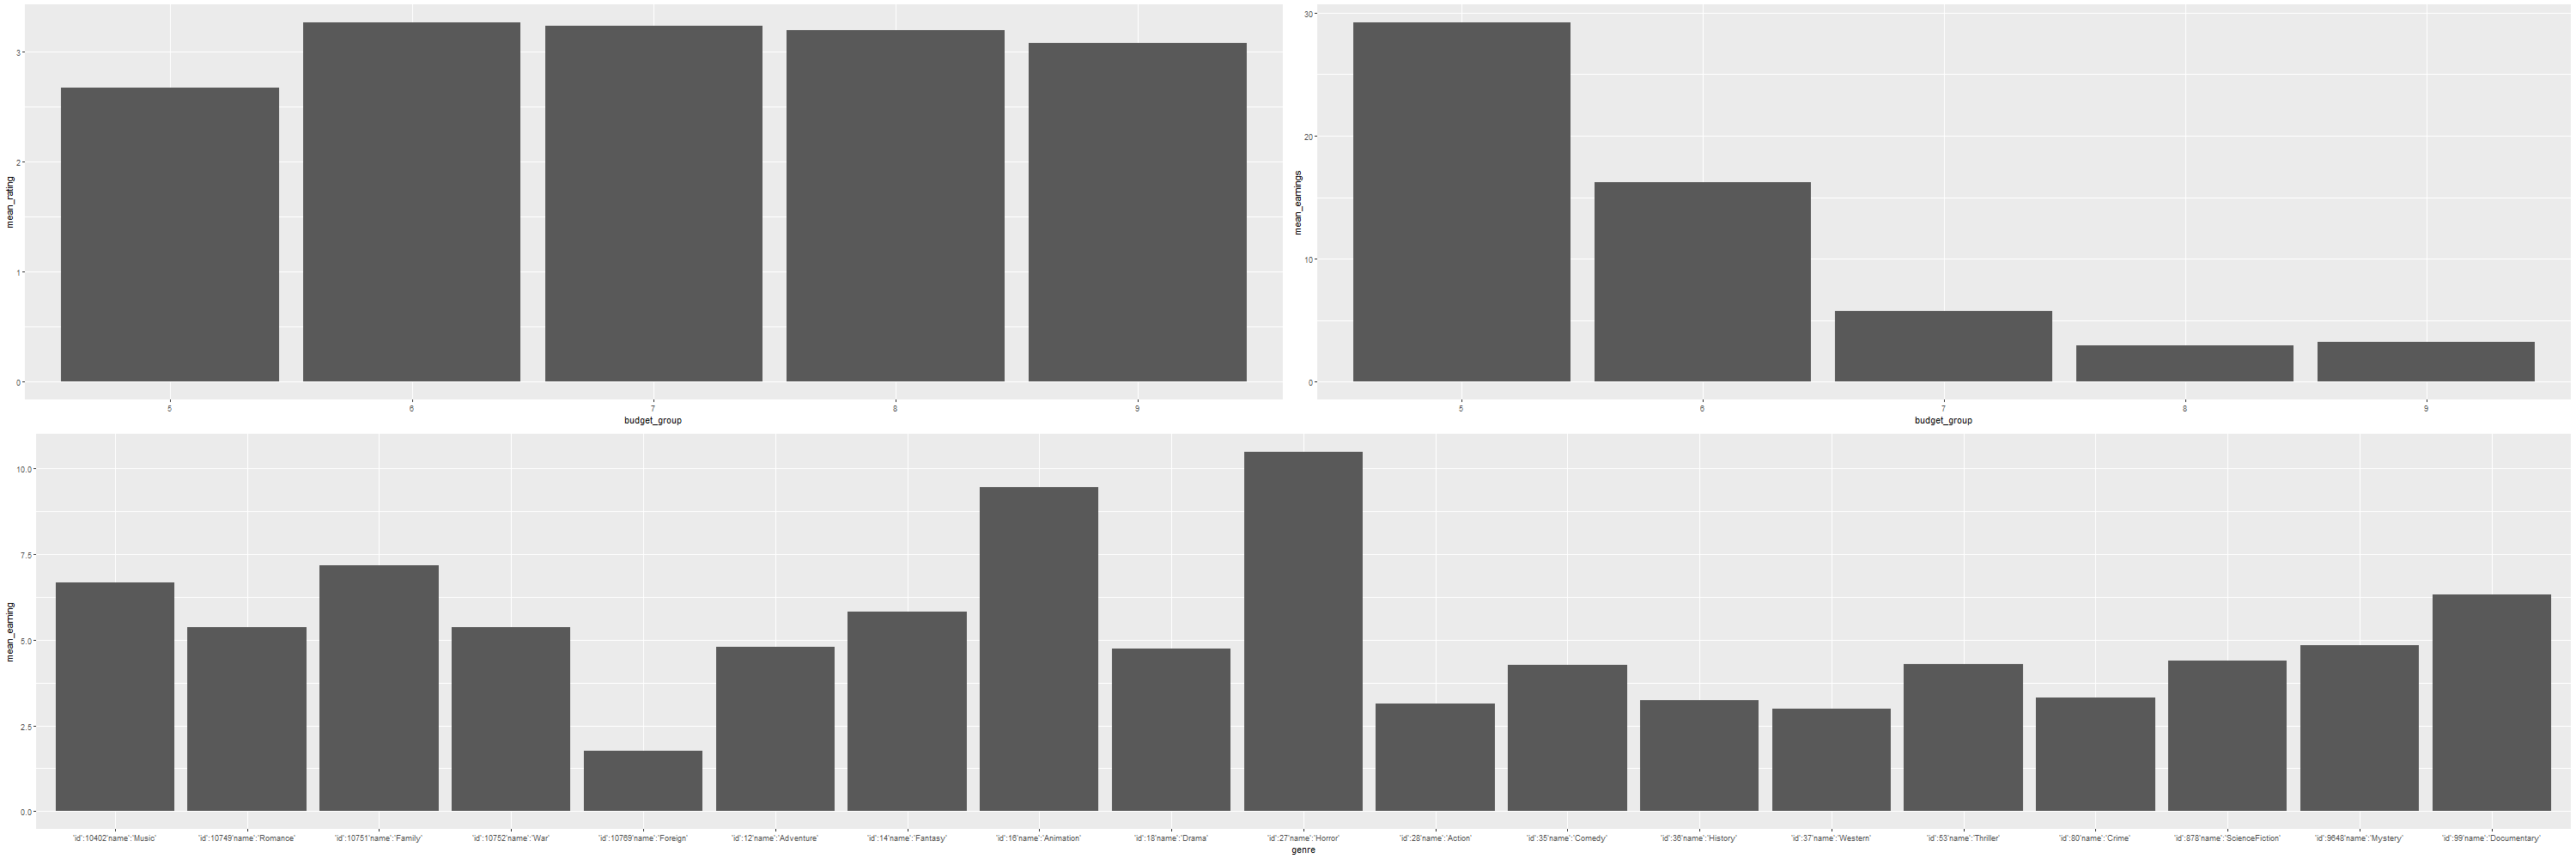 mean_rating
3
2
1
0
5 6 7 8 9
budget_group
mean_earnings
30
20
10
0
5 6 7 8 9
budget_group
mean_earning
10.0
7.5
5.0
2.5
0.0
'id':10402'name':'Music' 'id':10749'name':'Romance' 'id':10751'name':'Family' 'id':10752'name':'War' 'id':10769'name':'Foreign' 'id':12'name':'Adventure' 'id':14'name':'Fantasy' 'id':16'name':'Animation' 'id':18'name':'Drama' 'id':27'name':'Horror' 'id':28'name':'Action' 'id':35'name':'Comedy' 'id':36'name':'History' 'id':37'name':'Western' 'id':53'name':'Thriller' 'id':80'name':'Crime' 'id':878'name':'ScienceFiction' 'id':9648'name':'Mystery' 'id':99'name':'Documentary'
genre